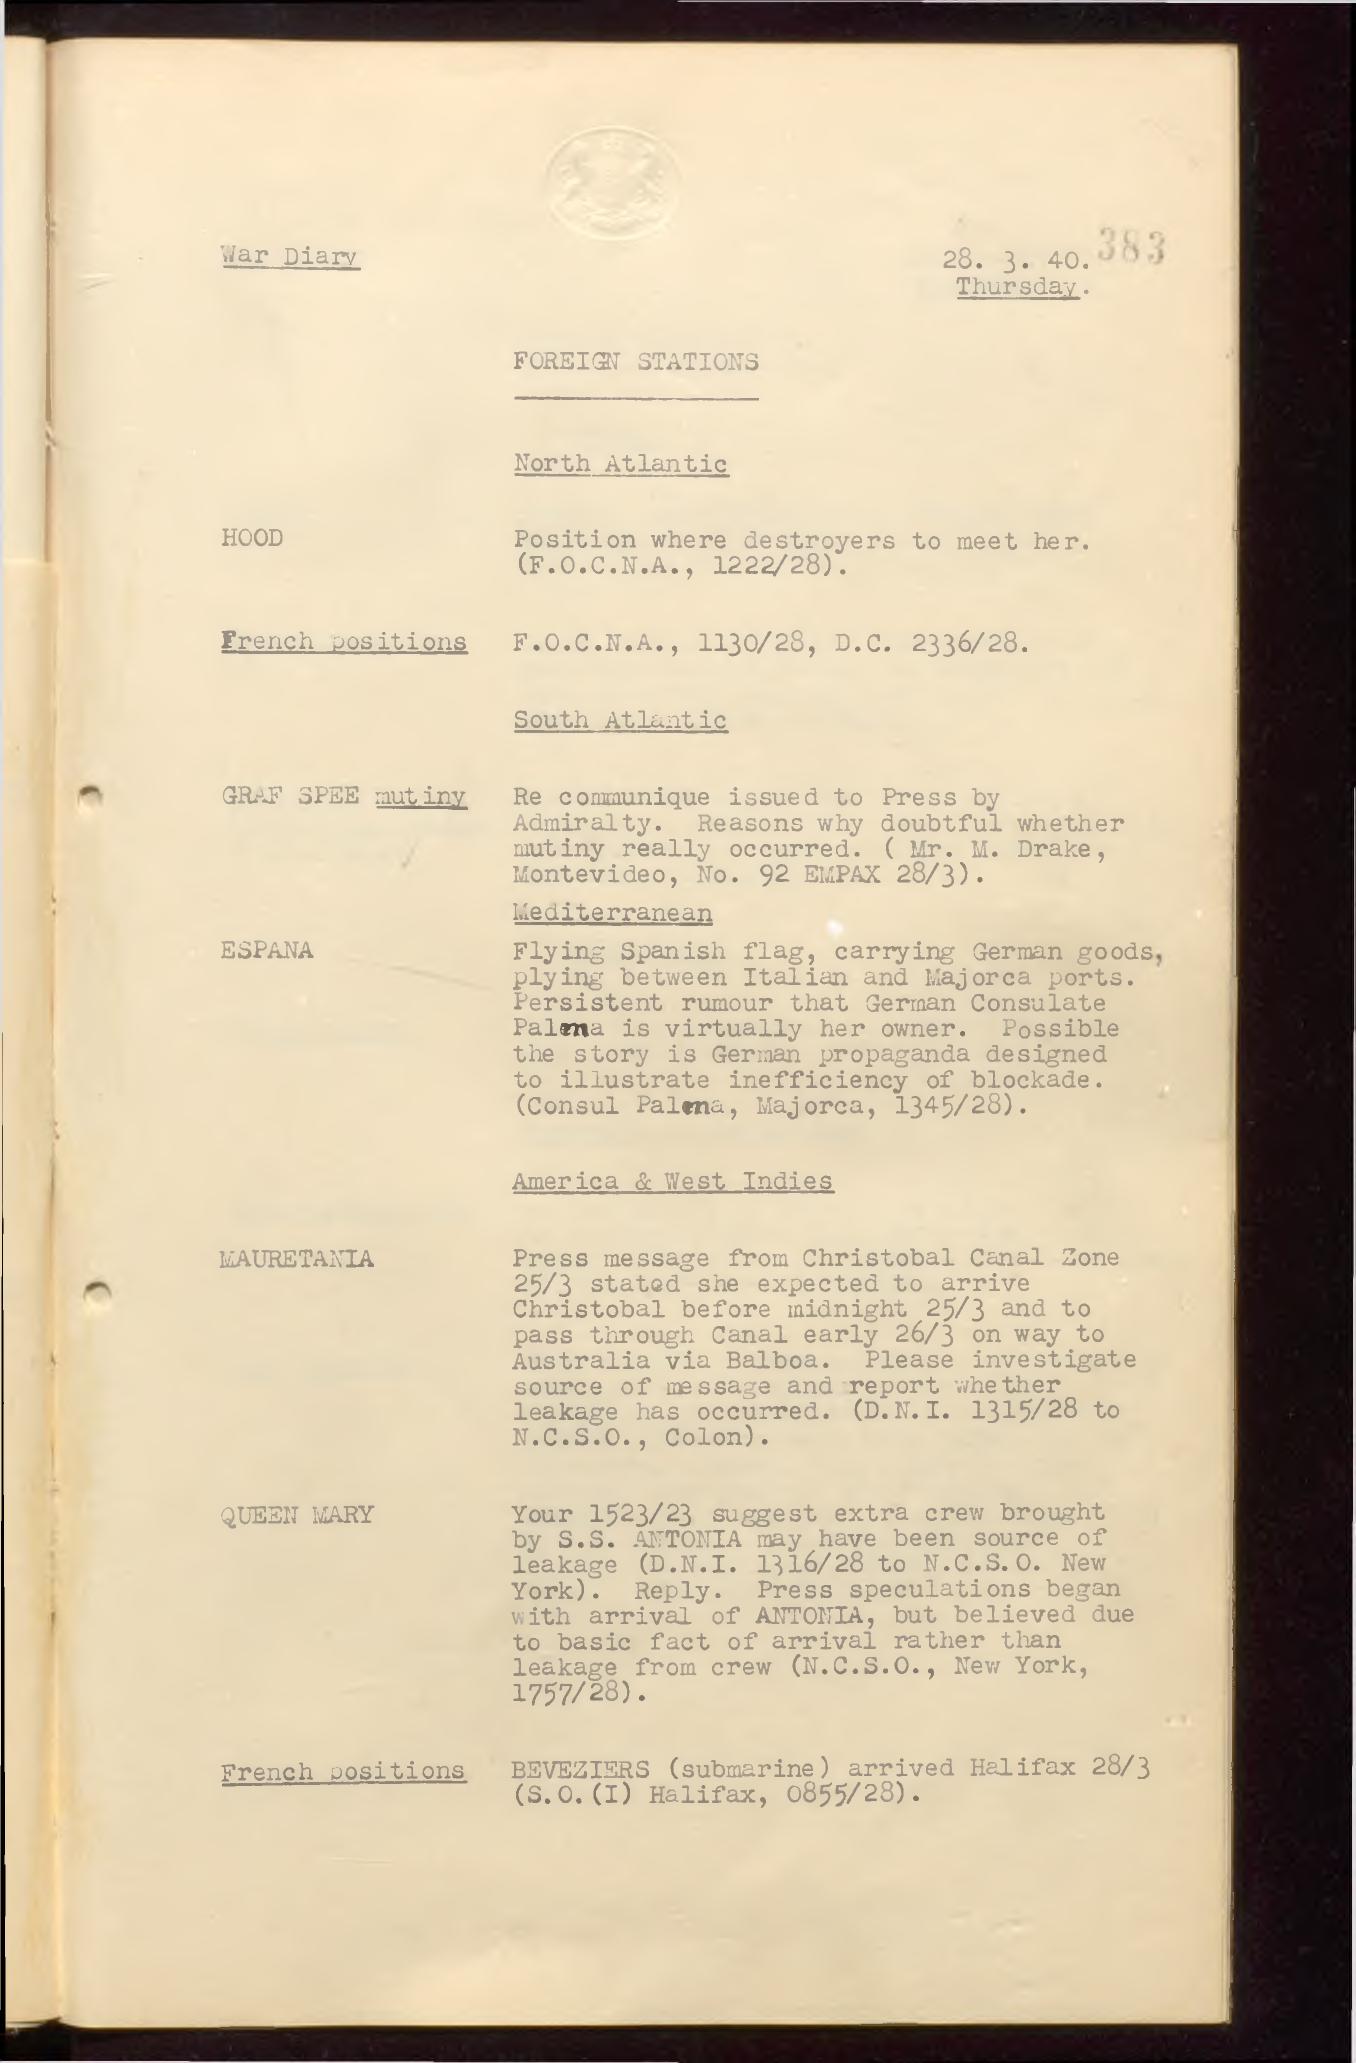 War Diary
28. 3. 40. 383
Thursday.
FOREIGN STATIONS
North Atlantic
HOOD Position where destroyers to meet her.
(F.O.C.N.A., 1222/28).
French positions F.O.C.N.A., 1130/28, D.C. 2336/28.
South Atlantic
GRAF SPEE mutiny Re communique issued to Press by
Admiralty. Reasons why doubtful whether
mutiny really occurred. ( Mr. M. Drake,
Montevideo, No. 92 EMPAX 28/3).
Mediterranean
ESPANA Flying Spanish flag, carrying German goods,
plying between Italian and Majorca ports.
Persistent rumour that German Consulate
Palma is virtually her owner. Possible
the story is German propaganda designed
to illustrate inefficiency of blockade.
(Consul Palma, Majorca, 1345/28).
America & West Indies
MAURETANIA Press message from Christobal Canal Zone
25/3 stated she expected to arrive
Christobal before midnight 25/3 and to
pass through Canal early 26/3 on way to
Australia via Balboa. Please investigate
source of message and report whether
leakage has occurred. (D.N.I. 1315/28 to
N.C.S.O., Colon).
QUEEN MARY Your 1523/23 suggest extra crew brought
by S.S. ANTONIA may have been source of
leakage (D.N.I. 1316/28 to N.C.S.O. New
York). Reply. Press speculations began
with arrival of ANTONIA, but believed due
to basic fact of arrival rather than
leakage from crew (N.C.S.O., New York,
1757/28).
French positions BEVEZIERS (submarine) arrived Halifax 28/3
(S.O.(I) Halifax, 0855/28).